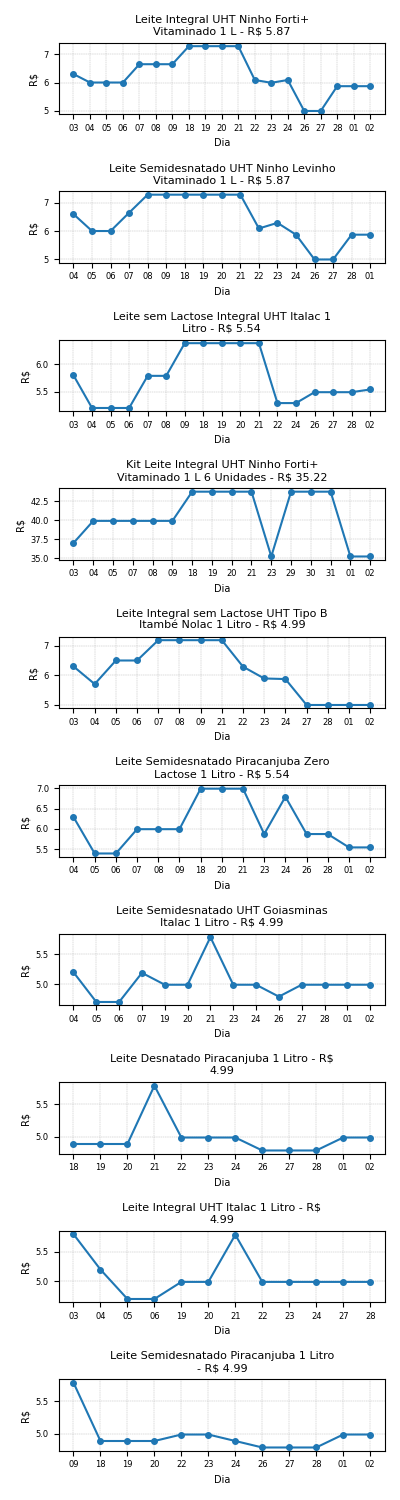 Leite Integral UHT Ninho Forti+
Vitaminado 1 L - R$ 5.87
7
6
5
R$
03 04 05 06 07 08 09 18 19 20 21 22 23 24 26 27 28 01 02
Dia
Leite Semidesnatado UHT Ninho Levinho
Vitaminado 1 L - R$ 5.87
7
6
5
R$
04 05 06 07 08 09 18 19 20 21 22 23 24 26 27 28 01
Dia
Leite sem Lactose Integral UHT Italac 1
Litro - R$ 5.54
6.0
5.5
R$
03 04 05 06 07 08 09 18 19 20 21 22 24 26 27 28 02
Dia
Kit Leite Integral UHT Ninho Forti+
Vitaminado 1 L 6 Unidades - R$ 35.22
42.5
40.0
37.5
35.0
R$
03 04 05 07 08 09 18 19 20 21 23 29 30 31 01 02
Dia
Leite Integral sem Lactose UHT Tipo B
Itambé Nolac 1 Litro - R$ 4.99
7
6
5
R$
03 04 05 06 07 08 09 21 22 23 24 27 28 01 02
Dia
Leite Semidesnatado Piracanjuba Zero
Lactose 1 Litro - R$ 5.54
7.0
6.5
6.0
5.5
R$
04 05 06 07 08 09 18 20 21 23 24 26 28 01 02
Dia
Leite Semidesnatado UHT Goiasminas
Italac 1 Litro - R$ 4.99
5.5
5.0
R$
04 05 06 07 19 20 21 23 24 26 27 28 01 02
Dia
Leite Desnatado Piracanjuba 1 Litro - R$
4.99
5.5
5.0
R$
18 19 20 21 22 23 24 26 27 28 01 02
Dia
Leite Integral UHT Italac 1 Litro - R$
4.99
5.5
5.0
R$
03 04 05 06 19 20 21 22 23 24 27 28
Dia
Leite Semidesnatado Piracanjuba 1 Litro
- R$ 4.99
5.5
5.0
R$
09 18 19 20 22 23 24 26 27 28 01 02
Dia